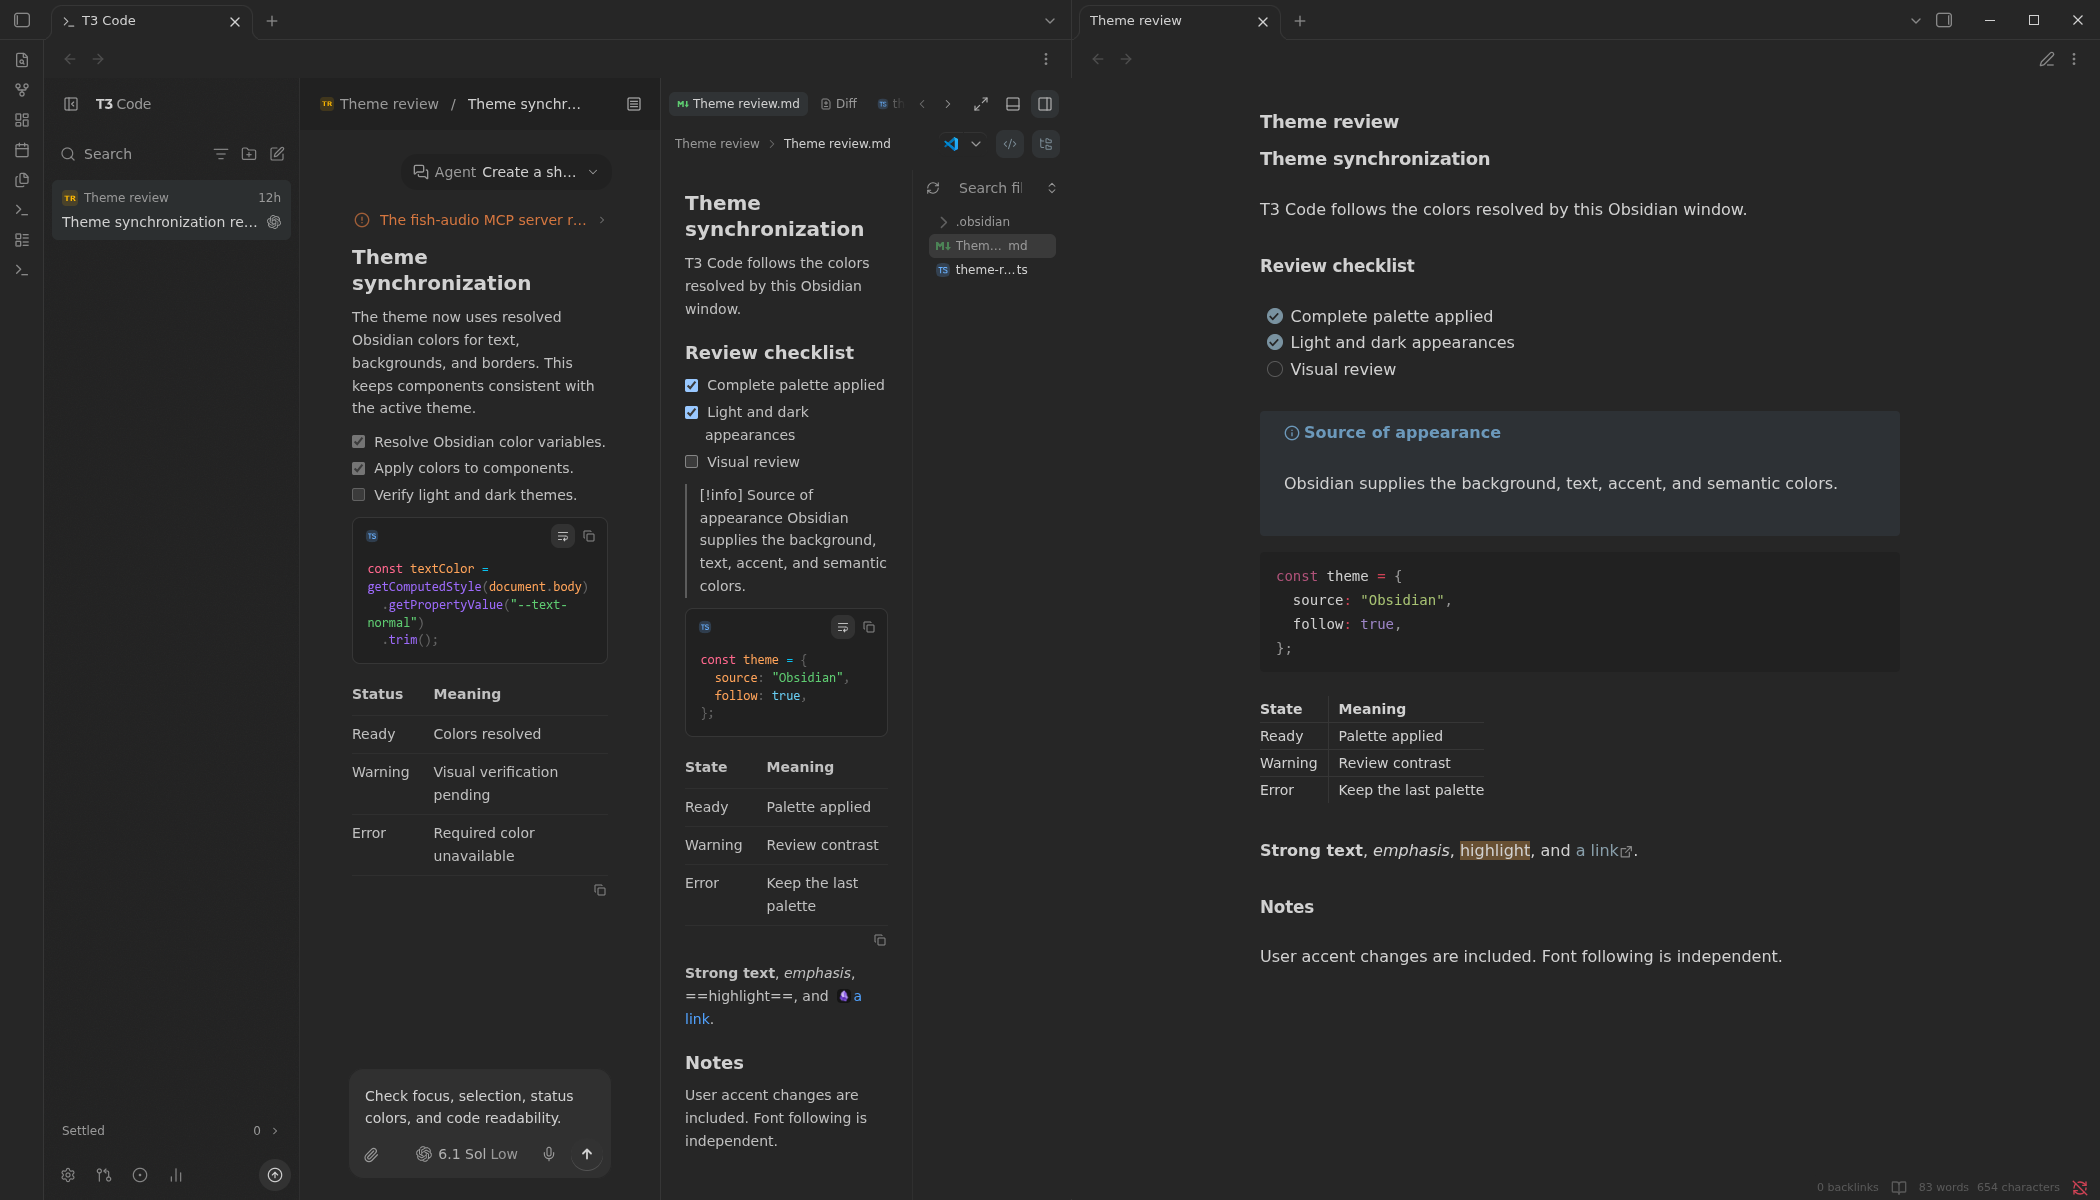 T3 Code
Theme review
T3 Code
Search
TR Theme review 12h
Theme synchronization re...
Settled 0
TR Theme review / Theme synchr...
Agent Create a sh...
The fish-audio MCP server r...
Theme
synchronization
The theme now uses resolved
Obsidian colors for text,
backgrounds, and borders. This
keeps components consistent with
the active theme.
Resolve Obsidian color variables.
Apply colors to components.
Verify light and dark themes.
TS
const textColor =
getComputedStyle(document.body)
.getPropertyValue("--text-
normal")
.trim();
Status Meaning
Ready Colors resolved
Warning Visual verification
pending
Error Required color
unavailable
Check focus, selection, status
colors, and code readability.
6.1 Sol Low
M↓ Theme review.md Diff TS th
Theme review > Theme review.md
Theme
synchronization
T3 Code follows the colors
resolved by this Obsidian
window.
Review checklist
Complete palette applied
Light and dark
appearances
Visual review
[!info] Source of
appearance Obsidian
supplies the background,
text, accent, and semantic
colors.
TS
const theme = {
source: "Obsidian",
follow: true,
};
State Meaning
Ready Palette applied
Warning Review contrast
Error Keep the last
palette
Strong text, emphasis,
==highlight==, and a
link.
Notes
User accent changes are
included. Font following is
independent.
Search fil
.obsidian
M↓ Them... md
TS theme-r...ts
Theme review
Theme synchronization
T3 Code follows the colors resolved by this Obsidian window.
Review checklist
Complete palette applied
Light and dark appearances
Visual review
Source of appearance
Obsidian supplies the background, text, accent, and semantic colors.
const theme = {
source: "Obsidian",
follow: true,
};
State Meaning
Ready Palette applied
Warning Review contrast
Error Keep the last palette
Strong text, emphasis, highlight, and a link.
Notes
User accent changes are included. Font following is independent.
0 backlinks 83 words 654 characters